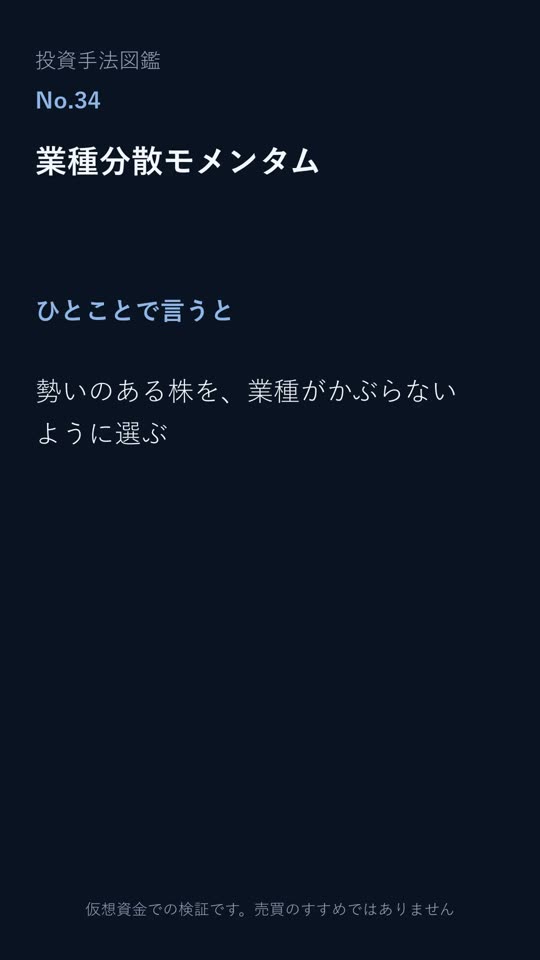 投資手法図鑑
No.34
業種分散モメンタム
ひとことで言うと
勢いのある株を、業種がかぶらない
ように選ぶ
仮想資金での検証です。売買のすすめではありません